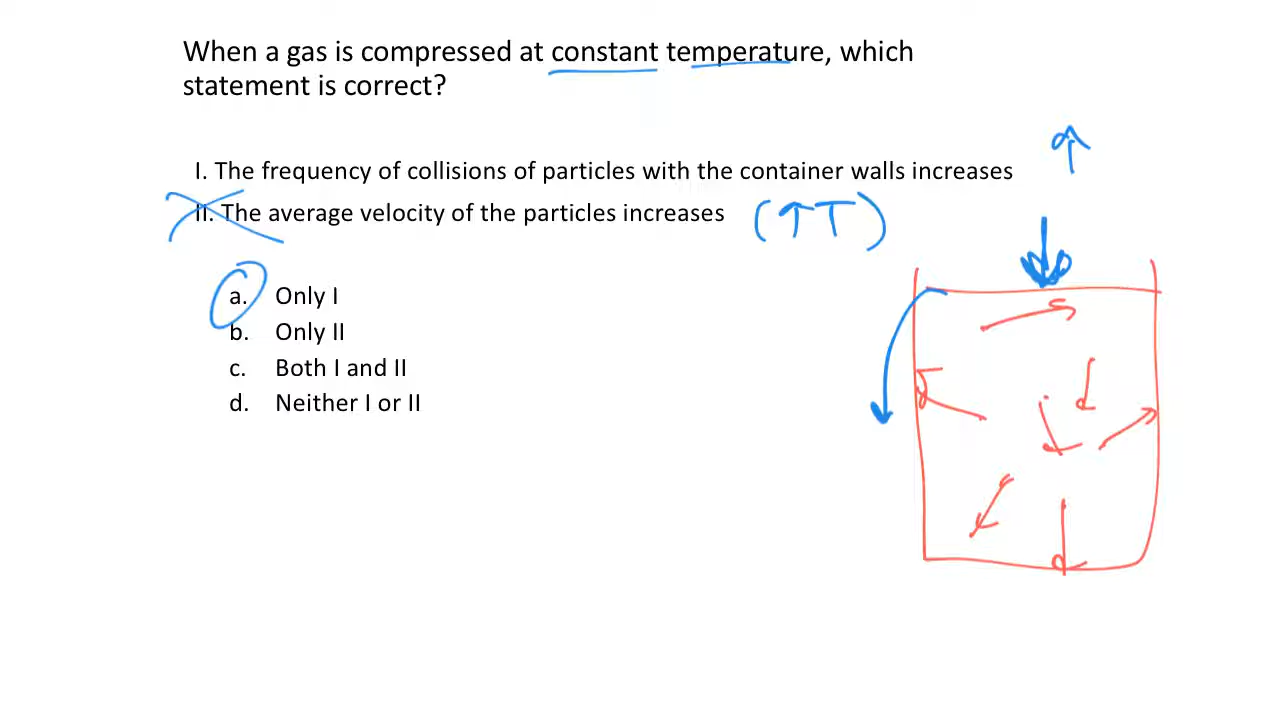 When a gas is compressed at constant temperature, which
statement is correct?
I. The frequency of collisions of particles with the container walls increases ↑
II. The average velocity of the particles increases (↑T)
a. Only I
b. Only II
c. Both I and II
d. Neither I or II